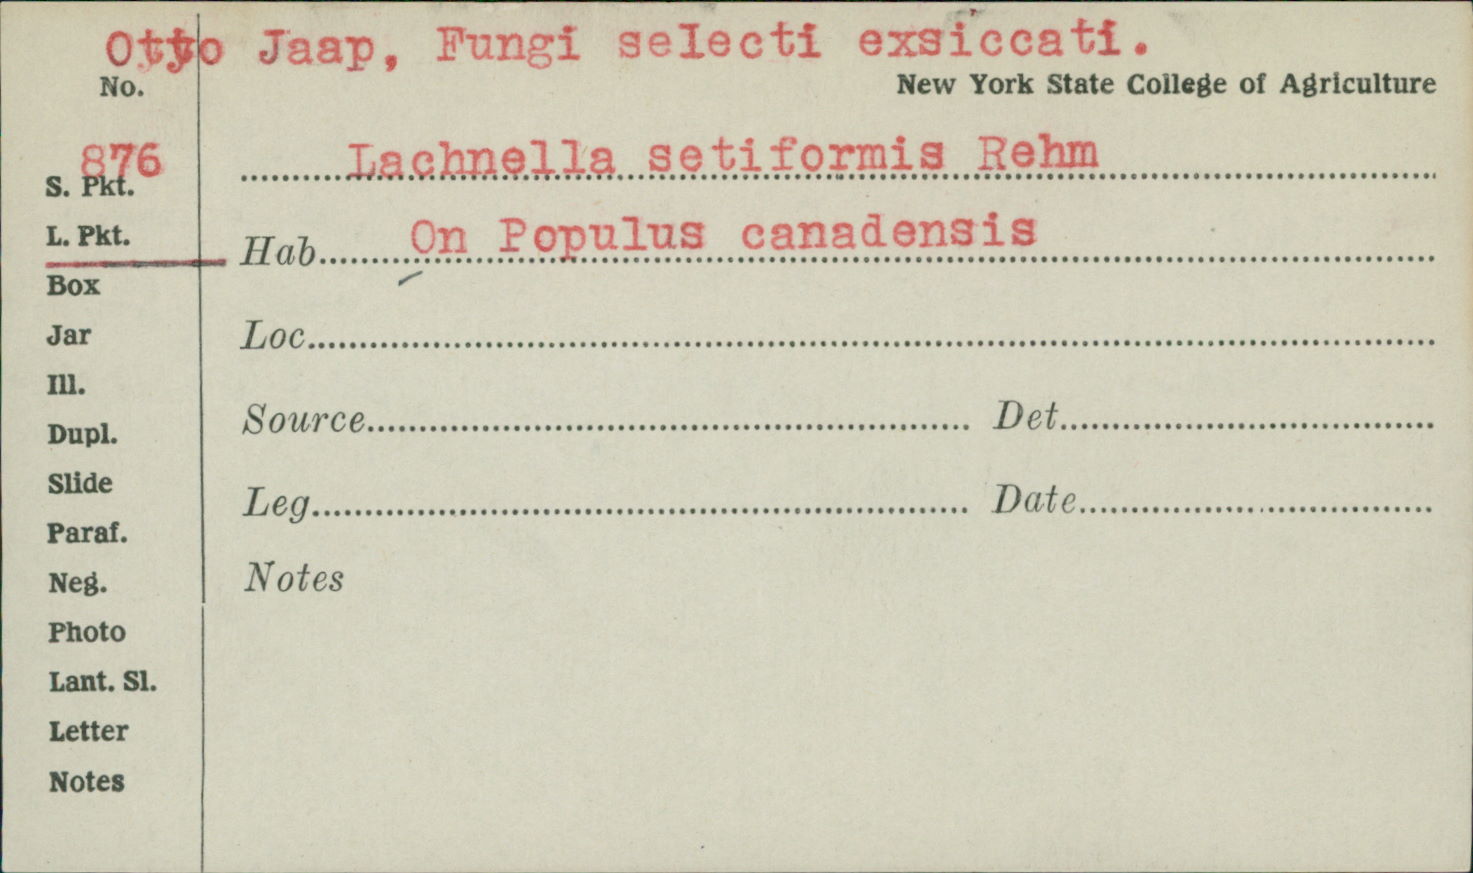 Otto Jaap, Fungi selecti exsiccati.
No.
New York State College of Agriculture
876
Lachnella setiformis Rehm
S. Pkt.
L. Pkt.
Hab. On Populus canadensis
Box
Jar
Loc.
Ill.
Source Det.
Dupl.
Slide
Leg. Date
Paraf.
Neg.
Notes
Photo
Lant. Sl.
Letter
Notes